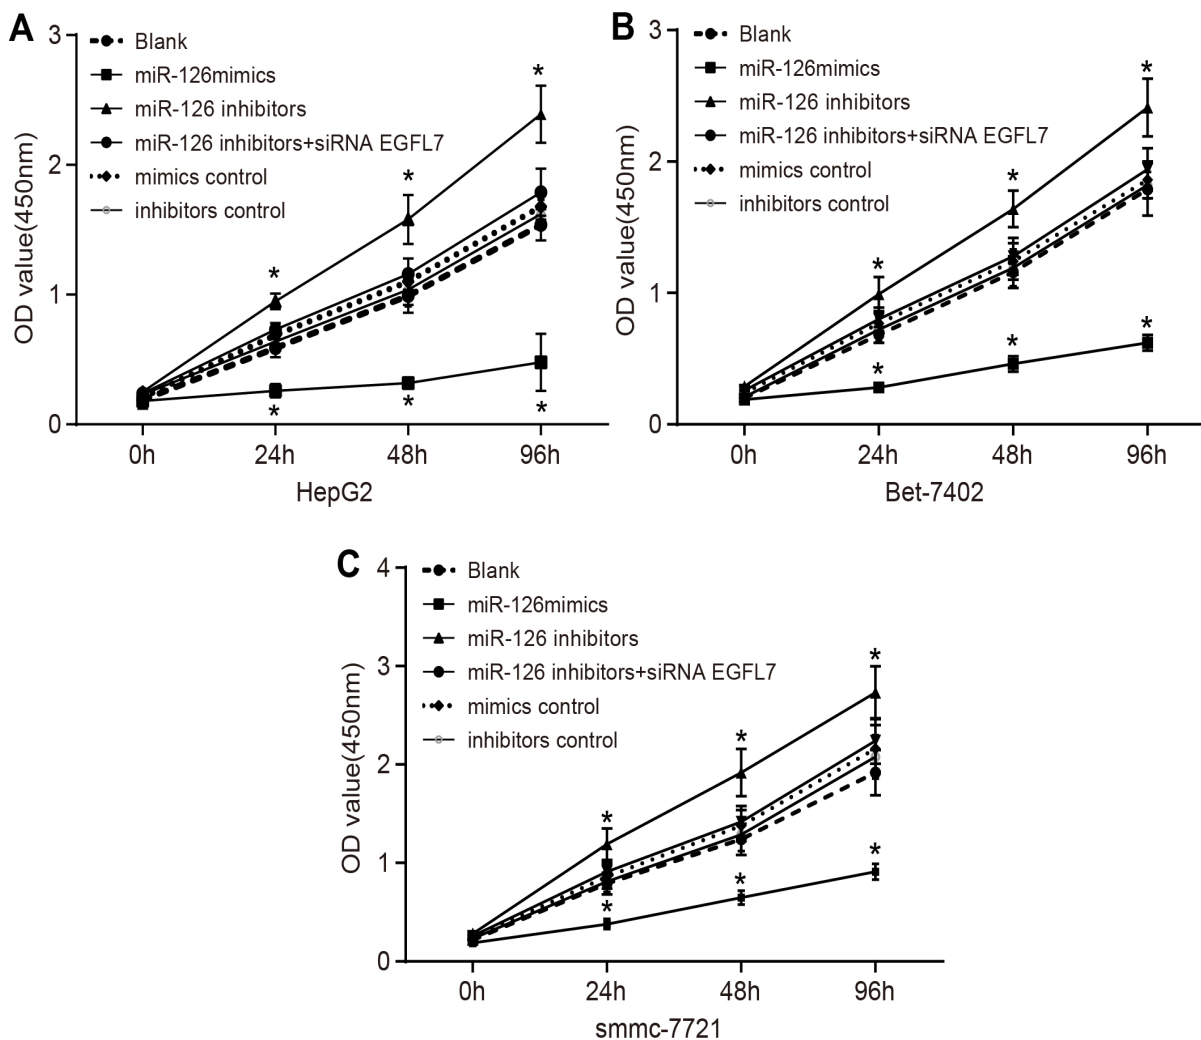 A
3
2
1
0
OD value(450nm)
Blank
miR-126mimics
miR-126 inhibitors
miR-126 inhibitors+siRNA EGFL7
mimics control
inhibitors control
* * *
* * *
0h 24h 48h 96h
HepG2
B
3
2
1
0
OD value(450nm)
Blank
miR-126mimics
miR-126 inhibitors
miR-126 inhibitors+siRNA EGFL7
mimics control
inhibitors control
* * *
* * *
0h 24h 48h 96h
Bet-7402
C
4
3
2
1
0
OD value(450nm)
Blank
miR-126mimics
miR-126 inhibitors
miR-126 inhibitors+siRNA EGFL7
mimics control
inhibitors control
* * *
* * *
0h 24h 48h 96h
smmc-7721